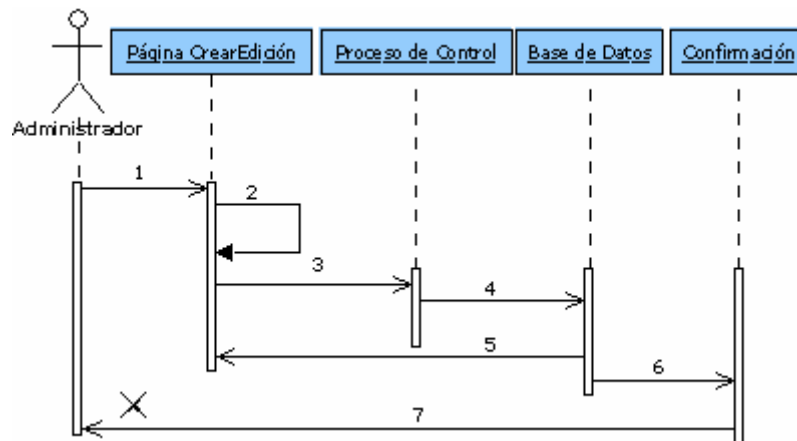 Página CrearEdición
Proceso de Control
Base de Datos
Confirmación
Administrador
1
2
3
4
5
6
7